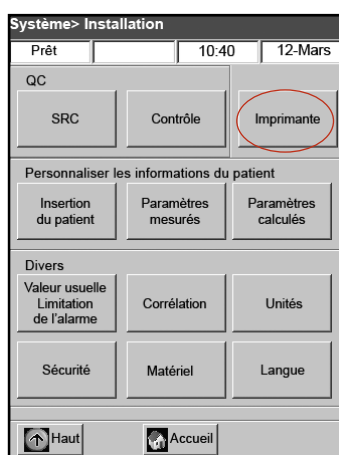 Système> Installation
Prêt 10:40 12-Mars
QC
SRC Contrôle Imprimante
Personnaliser les informations du patient
Insertion du patient
Paramètres mesurés
Paramètres calculés
Divers
Valeur usuelle Limitation de l'alarme
Corrélation
Unités
Sécurité Matériel Langue
Haut Accueil